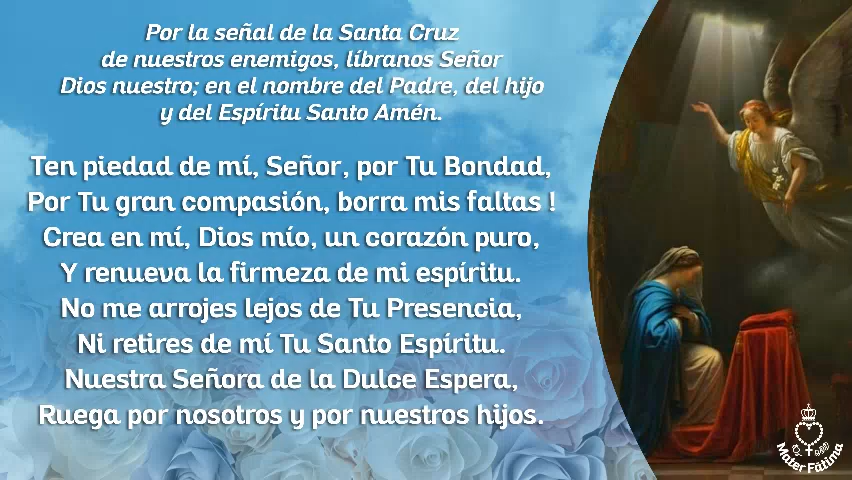 Por la señal de la Santa Cruz
de nuestros enemigos, líbranos Señor
Dios nuestro; en el nombre del Padre, del hijo
y del Espíritu Santo Amén.
Ten piedad de mí, Señor, por Tu Bondad,
Por Tu gran compasión, borra mis faltas !
Crea en mí, Dios mío, un corazón puro,
Y renueva la firmeza de mi espíritu.
No me arrojes lejos de Tu Presencia,
Ni retires de mí Tu Santo Espíritu.
Nuestra Señora de la Dulce Espera,
Ruega por nosotros y por nuestros hijos.
Mater Fátima